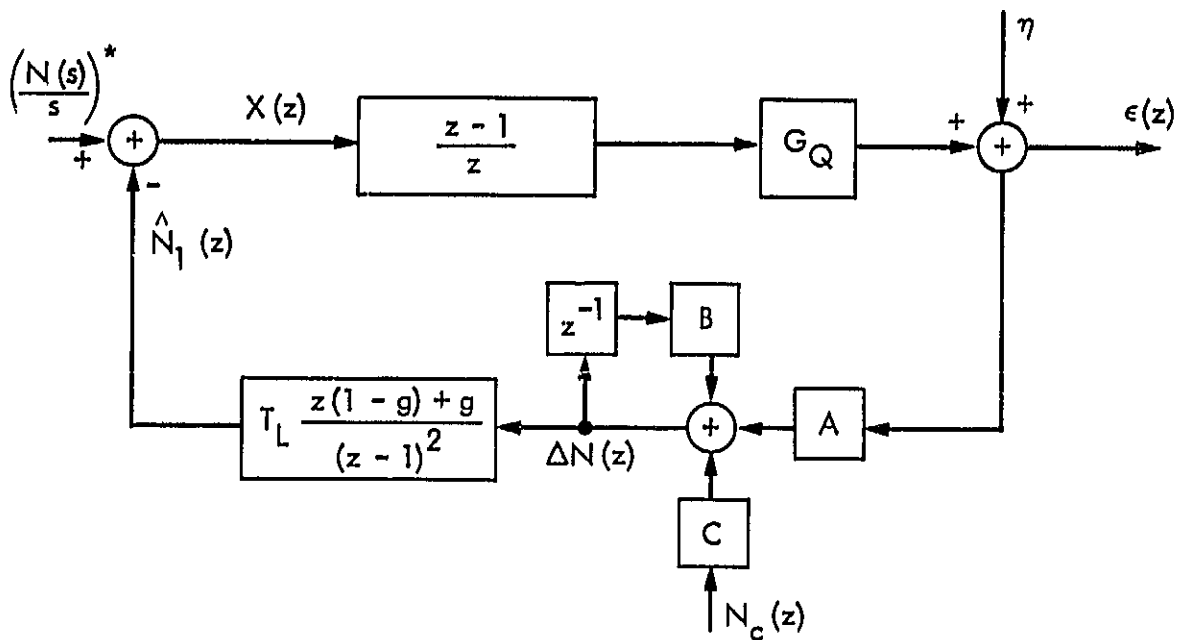 (N(s)/s)*
+
+
-
X(z)
(z - 1)/z
G_Q
+
+
+
η
ϵ(z)
N̂_1 (z)
z^{-1}
B
T_L (z(1 - g) + g)/(z - 1)^2
ΔN(z)
+
A
C
N_c(z)